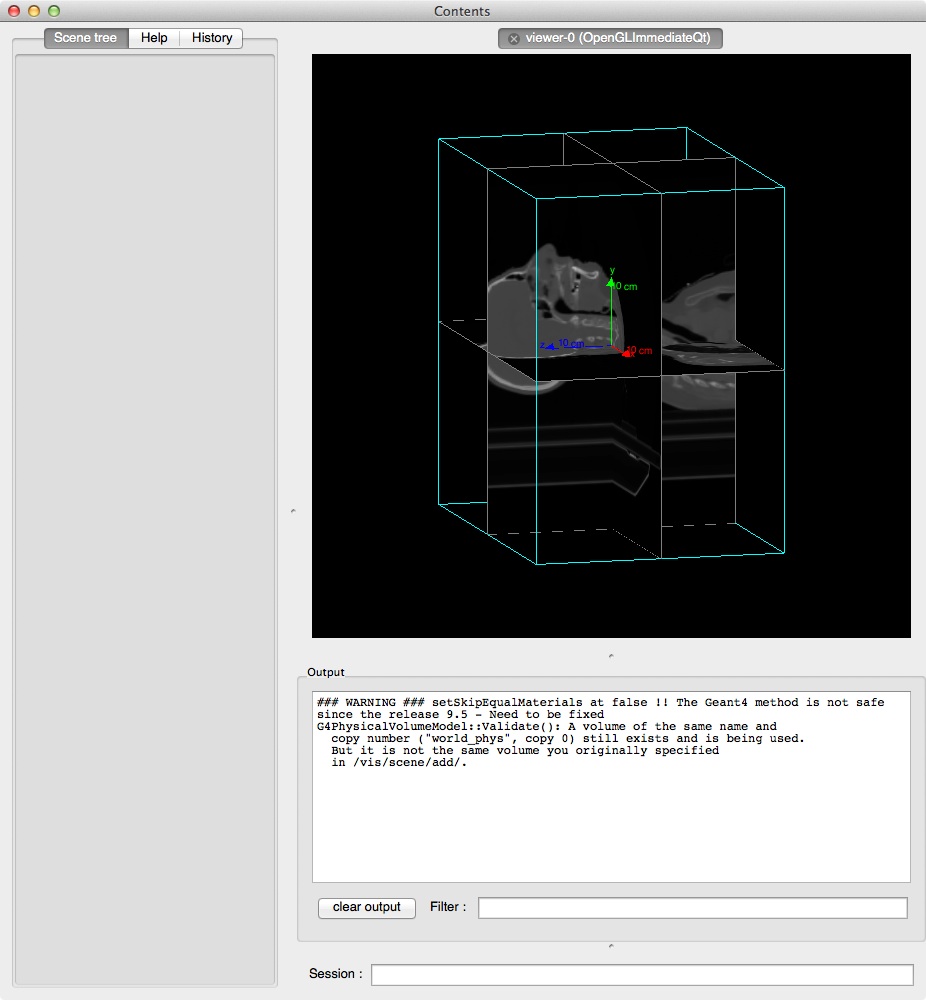 Contents
Scene tree
Help
History
viewer-0 (OpenGLImmediateQt)
y
10 cm
z
10 cm
10 cm
Output
### WARNING ### setSkipEqualMaterials at false !! The Geant4 method is not safe
since the release 9.5 - Need to be fixed
G4PhysicalVolumeModel::Validate(): A volume of the same name and
copy number ("world_phys", copy 0) still exists and is being used.
But it is not the same volume you originally specified
in /vis/scene/add/.
clear output
Filter :
Session :